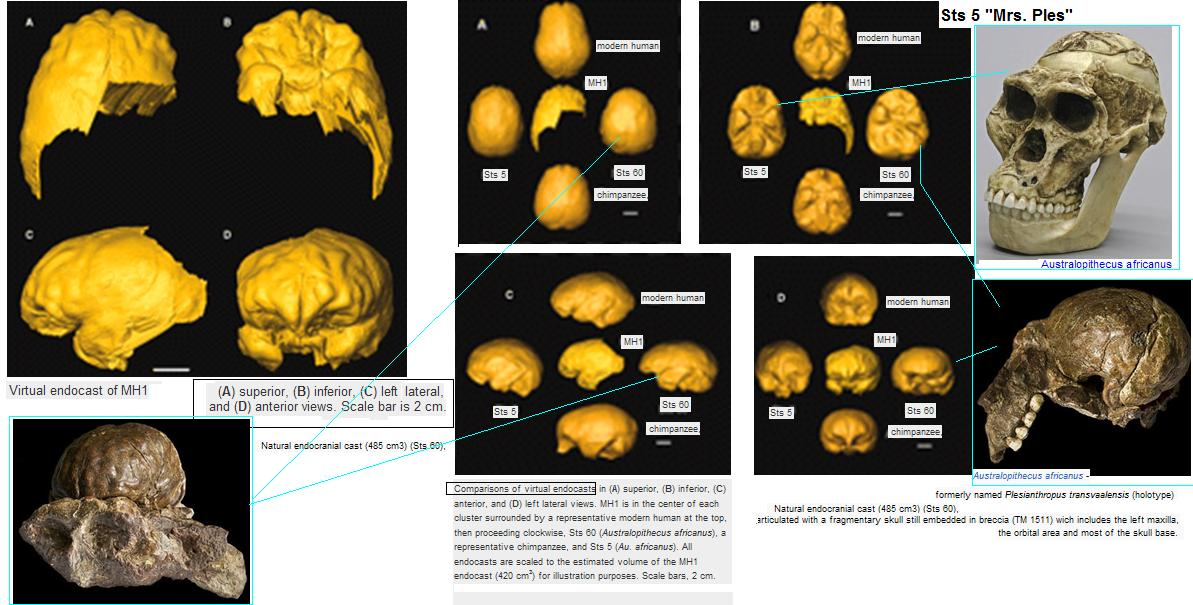 Sts 5 "Mrs. Ples"
A
B
C
D
Virtual endocast of MH1
(A) superior, (B) inferior, (C) left lateral,
and (D) anterior views. Scale bar is 2 cm.
Natural endocranial cast (485 cm3) (Sts 60),
A
modern human
MH1
Sts 5
Sts 60
chimpanzee,
B
modern human
MH1
Sts 5
Sts 60
chimpanzee,
C
modern human
MH1
Sts 5
Sts 60
chimpanzee,
D
modern human
MH1
Sts 5
Sts 60
chimpanzee,
Comparisons of virtual endocasts in (A) superior, (B) inferior, (C)
anterior, and (D) left lateral views. MH1 is in the center of each
cluster surrounded by a representative modern human at the top,
then proceeding clockwise, Sts 60 (Australopithecus africanus), a
representative chimpanzee, and Sts 5 (Au. africanus). All
endocasts are scaled to the estimated volume of the MH1
endocast (420 cm³) for illustration purposes. Scale bars, 2 cm.
Australopithecus africanus
Australopithecus africanus -
formerly named Plesianthropus transvaalensis (holotype)
Natural endocranial cast (485 cm3) (Sts 60),
articulated with a fragmentary skull still embedded in breccia (TM 1511) wich includes the left maxilla,
the orbital area and most of the skull base.